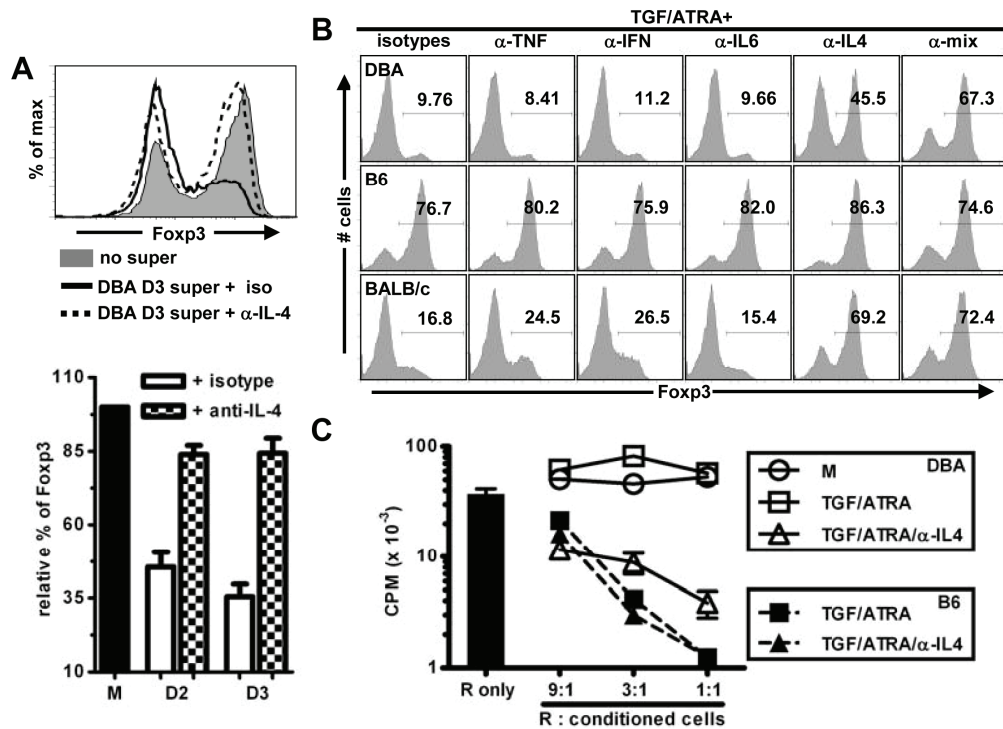 A
% of max
Foxp3
no super
DBA D3 super + iso
DBA D3 super + α-IL-4
110
85
60
35
10
relative % of Foxp3
+ isotype
+ anti-IL-4
M D2 D3
B
TGF/ATRA+
isotypes α-TNF α-IFN α-IL6 α-IL4 α-mix
DBA
9.76 8.41 11.2 9.66 45.5 67.3
B6
76.7 80.2 75.9 82.0 86.3 74.6
BALB/c
16.8 24.5 26.5 15.4 69.2 72.4
# cells
Foxp3
C
100
10
1
CPM (x 10⁻³)
R only 9:1 3:1 1:1
R : conditioned cells
DBA
M
TGF/ATRA
TGF/ATRA/α-IL4
B6
TGF/ATRA
TGF/ATRA/α-IL4